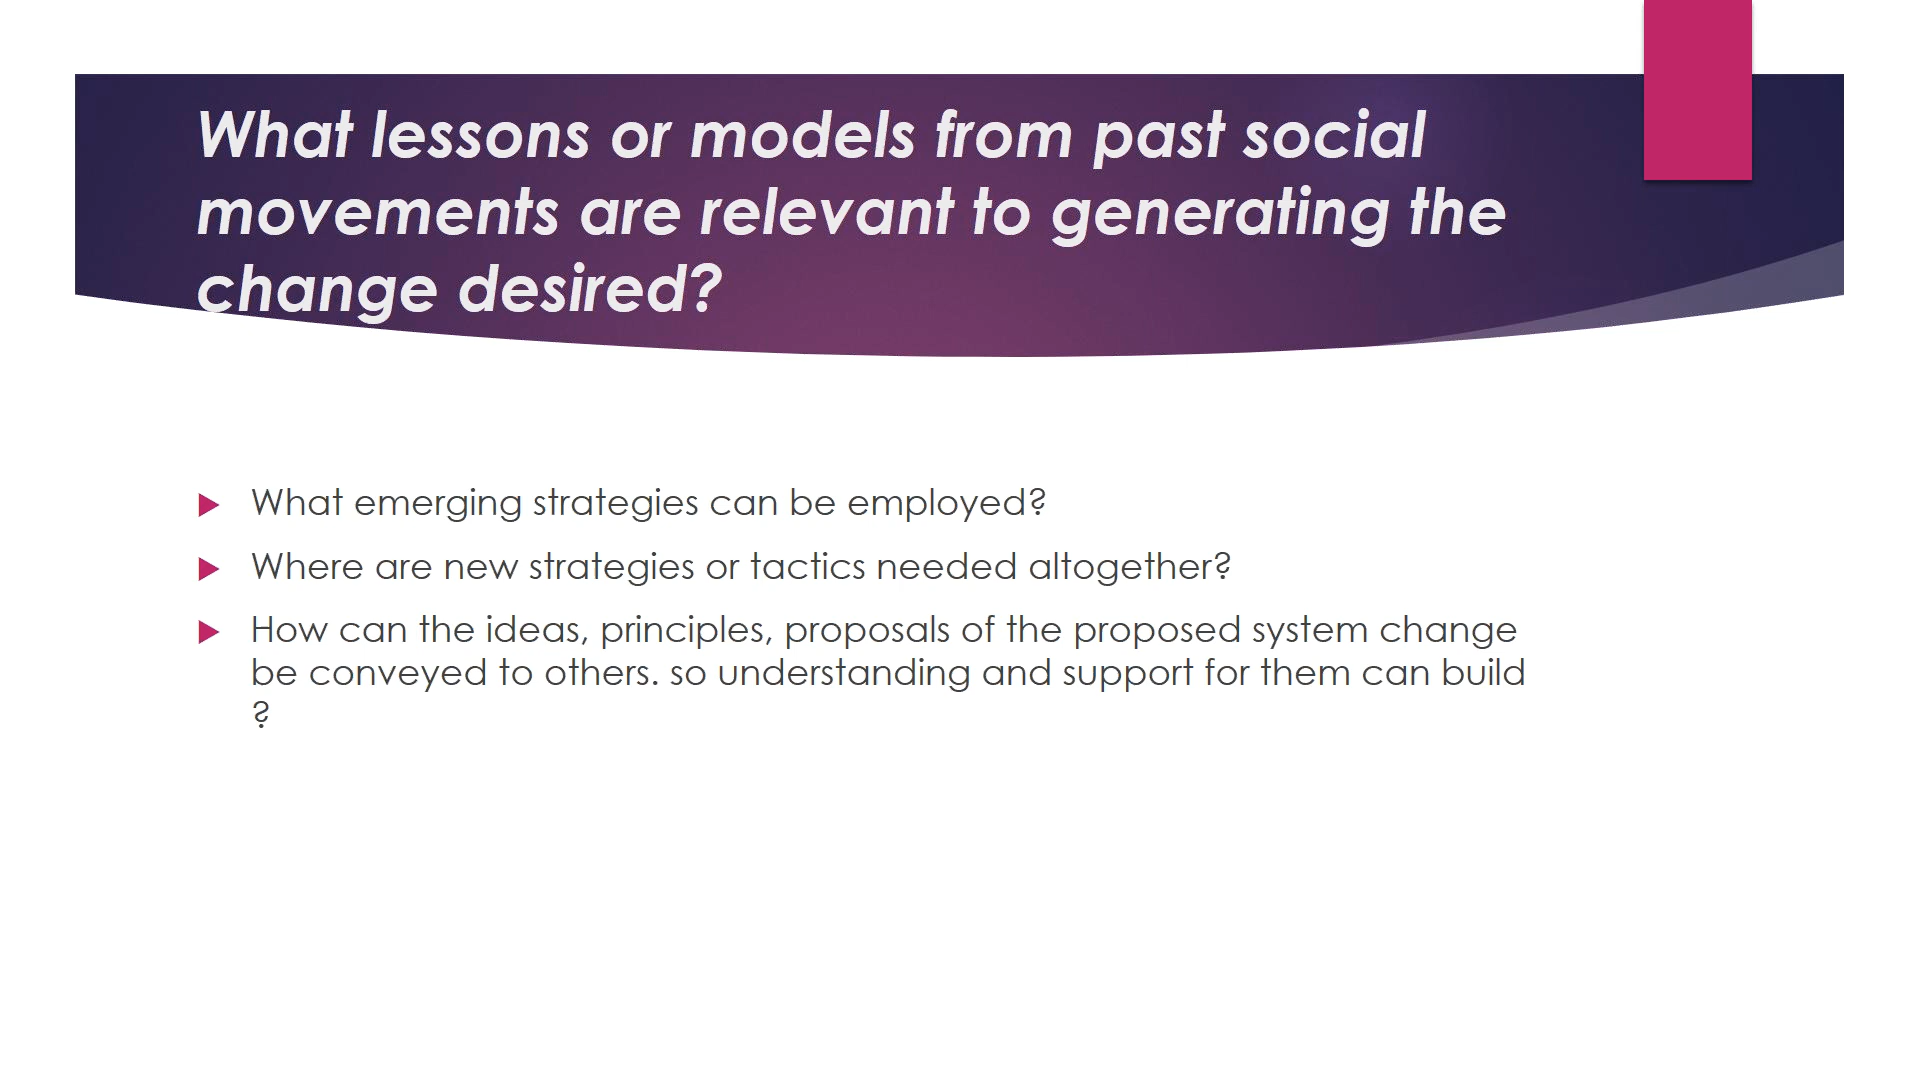 What lessons or models from past social
movements are relevant to generating the
change desired?
What emerging strategies can be employed?
Where are new strategies or tactics needed altogether?
How can the ideas, principles, proposals of the proposed system change
be conveyed to others. so understanding and support for them can build
?